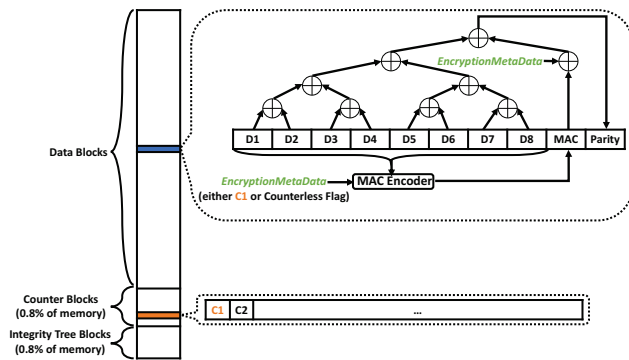 EncryptionMetaData
D1 D2 D3 D4 D5 D6 D7 D8 MAC Parity
Data Blocks
EncryptionMetaData
MAC Encoder
(either C1 or Counterless Flag)
Counter Blocks
(0.8% of memory)
C1 C2 ...
Integrity Tree Blocks
(0.8% of memory)